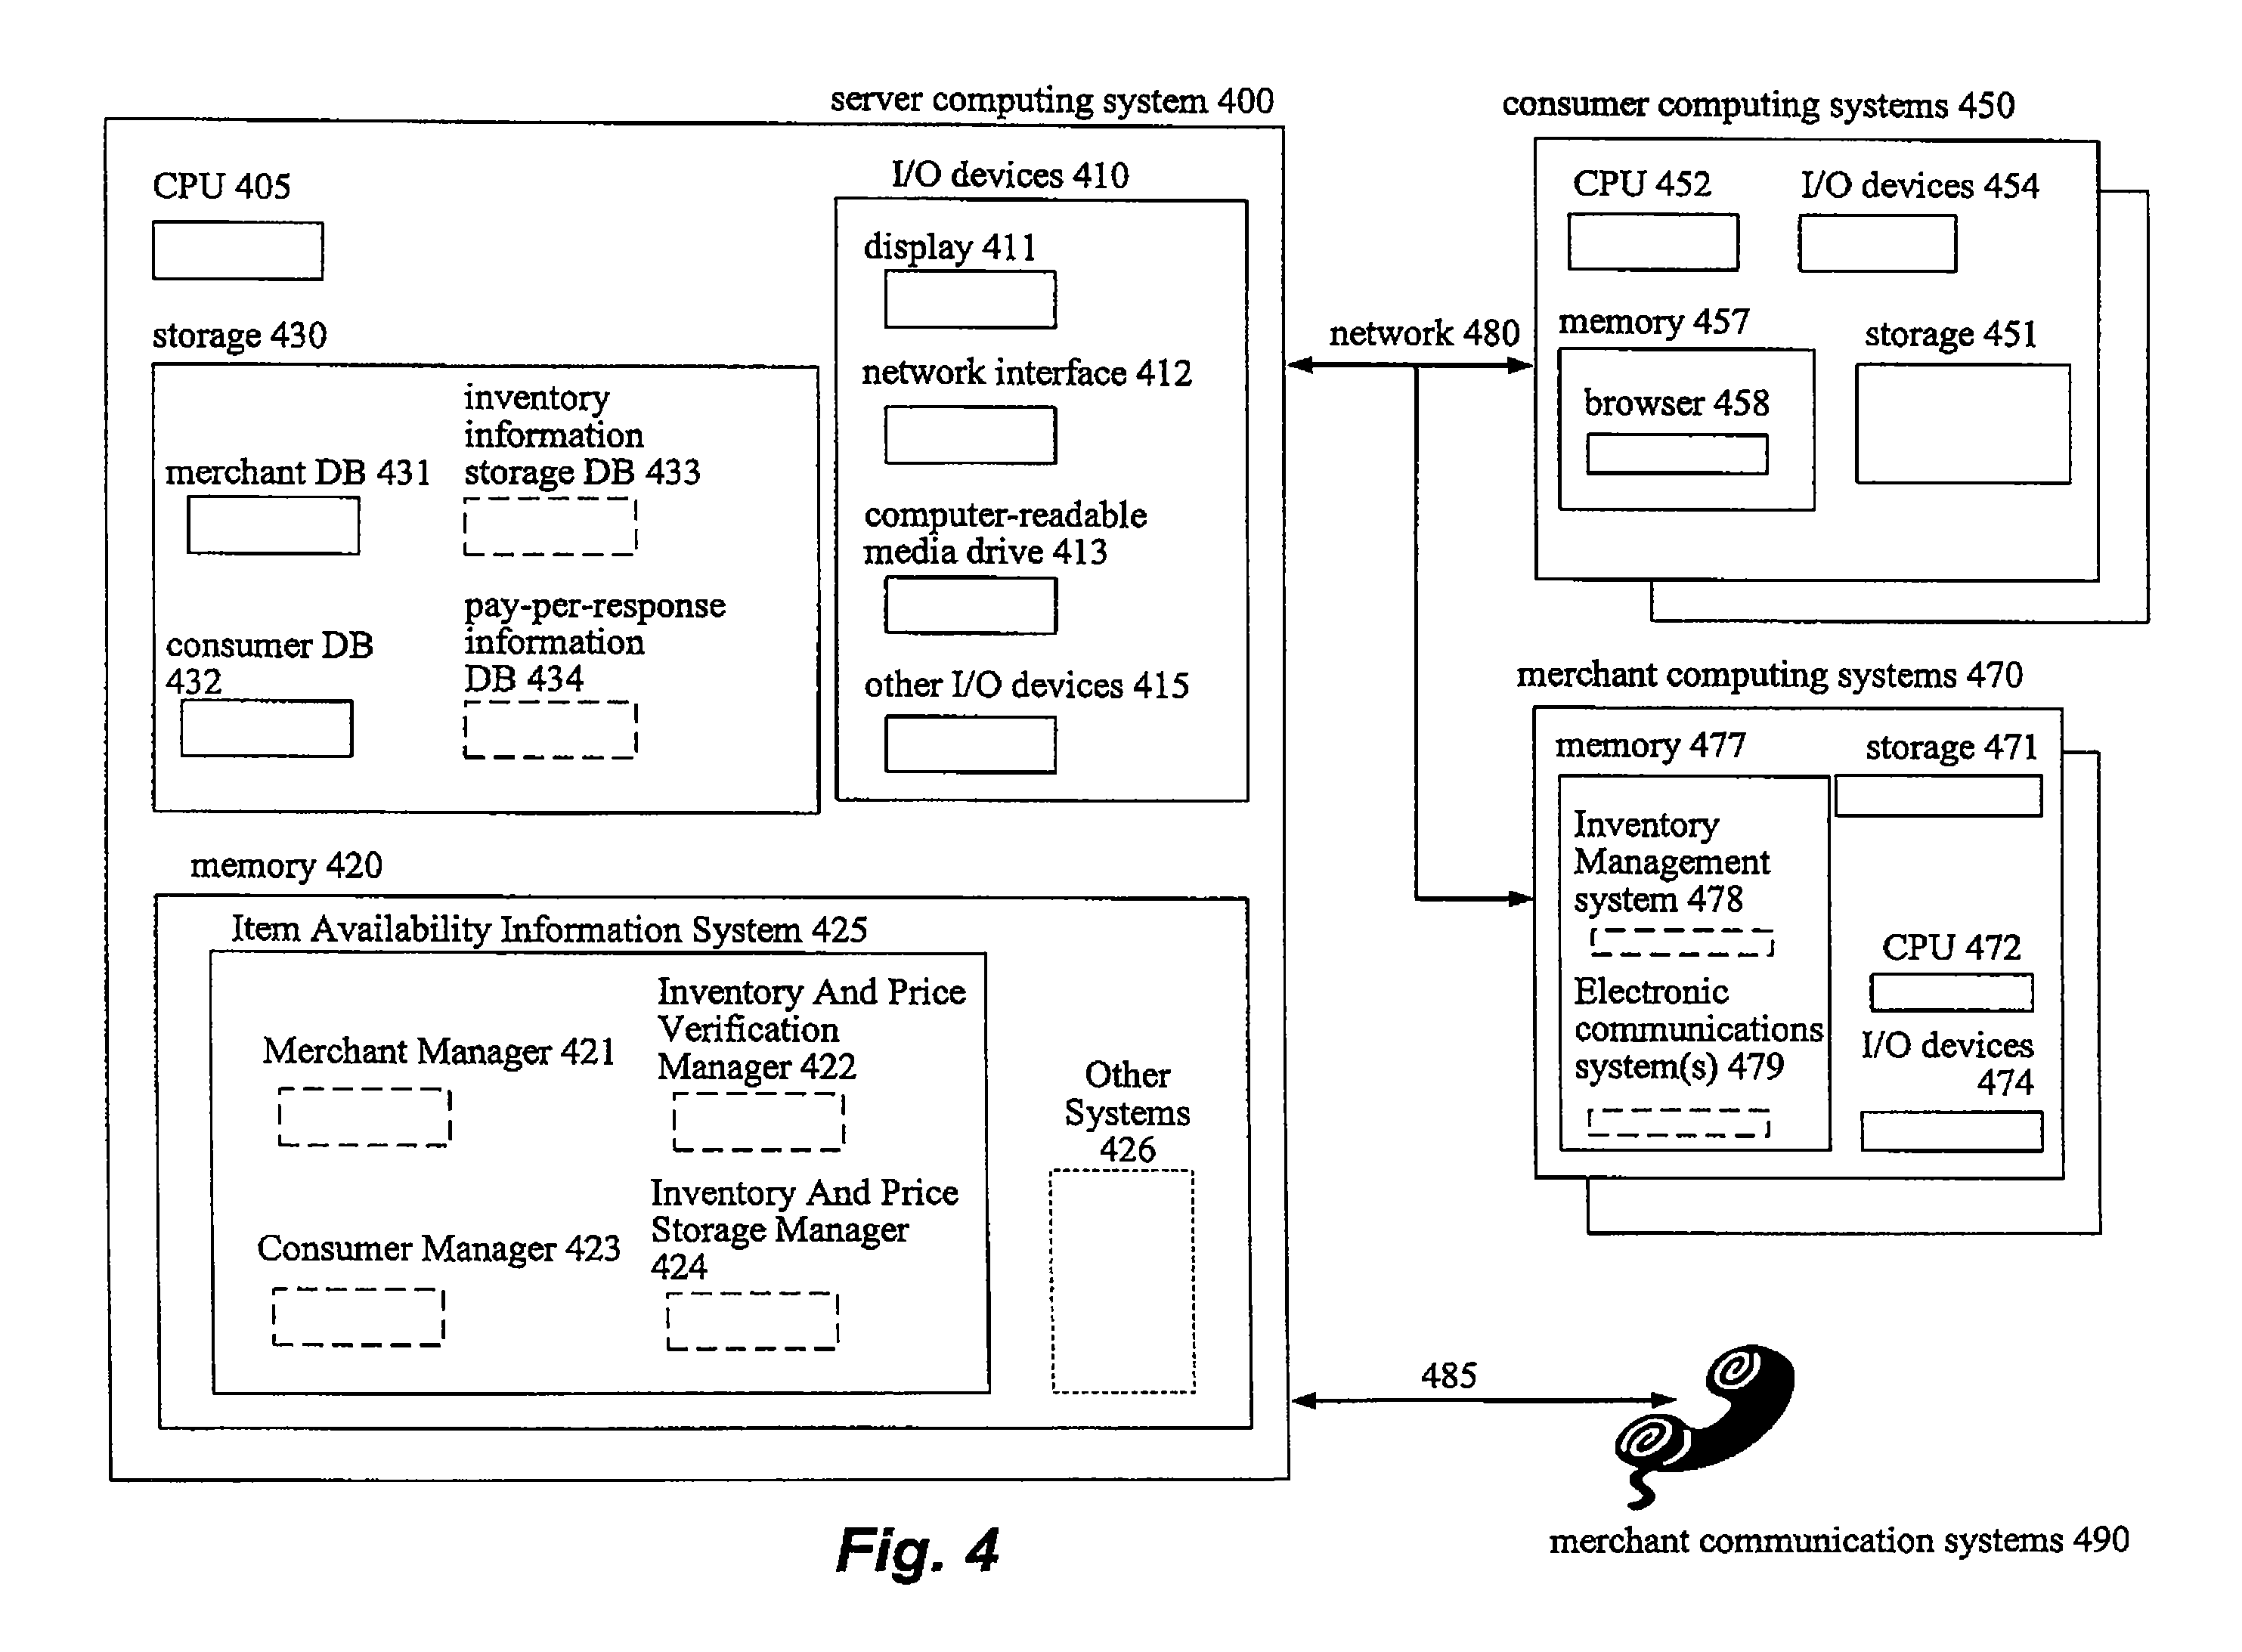 server computing system 400
CPU 405
storage 430
merchant DB 431
inventory
information
storage DB 433
consumer DB
432
pay-per-response
information
DB 434
I/O devices 410
display 411
network interface 412
computer-readable
media drive 413
other I/O devices 415
memory 420
Item Availability Information System 425
Merchant Manager 421
Inventory And Price
Verification
Manager 422
Consumer Manager 423
Inventory And Price
Storage Manager
424
Other
Systems
426
network 480
consumer computing systems 450
CPU 452
I/O devices 454
memory 457
browser 458
storage 451
merchant computing systems 470
memory 477
Inventory
Management
system 478
Electronic
communications
system(s) 479
storage 471
CPU 472
I/O devices
474
485
merchant communication systems 490
Fig. 4